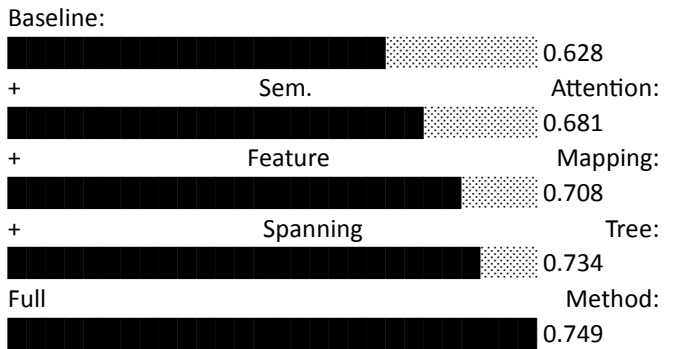 Baseline:
0.628
+ Sem. Attention:
0.681
+ Feature Mapping:
0.708
+ Spanning Tree:
0.734
Full Method:
0.749